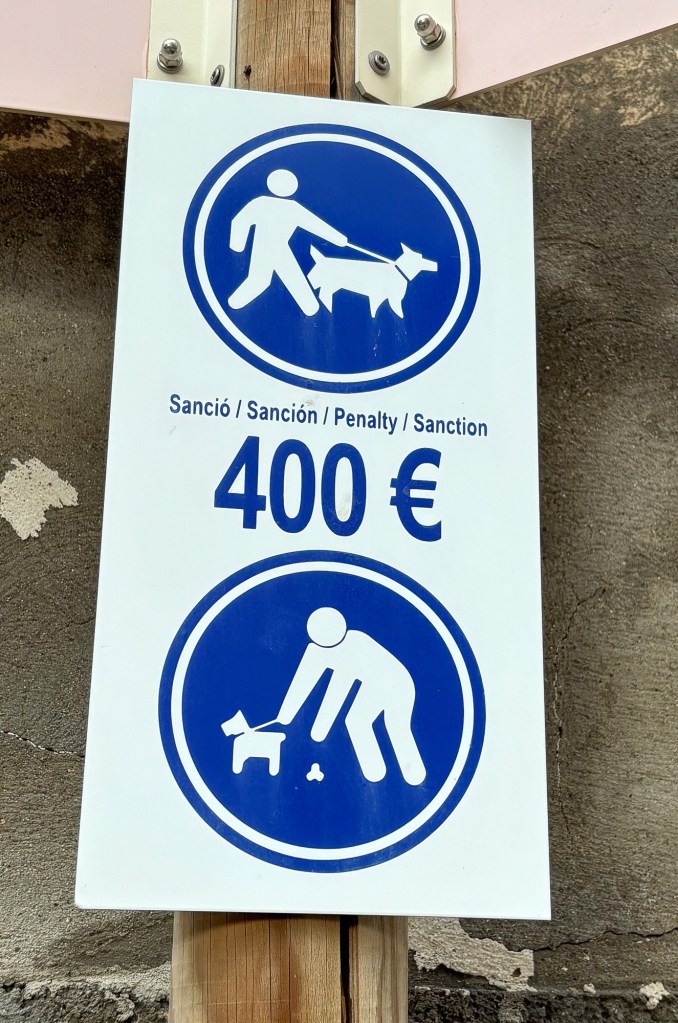 Sanció / Sanción / Penalty / Sanction
400 €